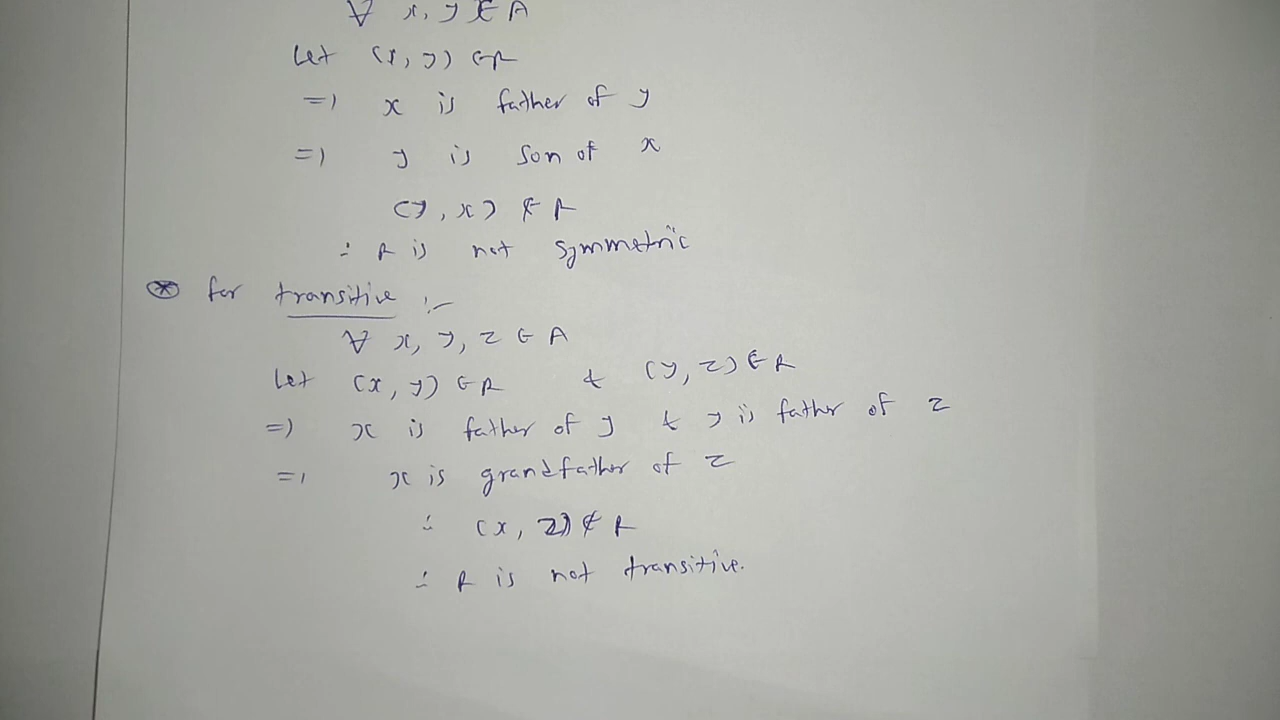 ∀ x, y ∈ A
Let (x, y) ∈ R
=> x is father of y
=> y is son of x
(y, x) ∉ R
∴ R is not symmetric
⊛ for transitive :-
∀ x, y, z ∈ A
Let (x, y) ∈ R & (y, z) ∈ R
=> x is father of y & y is father of z
=> x is grandfather of z
∴ (x, z) ∉ R
∴ R is not transitive.